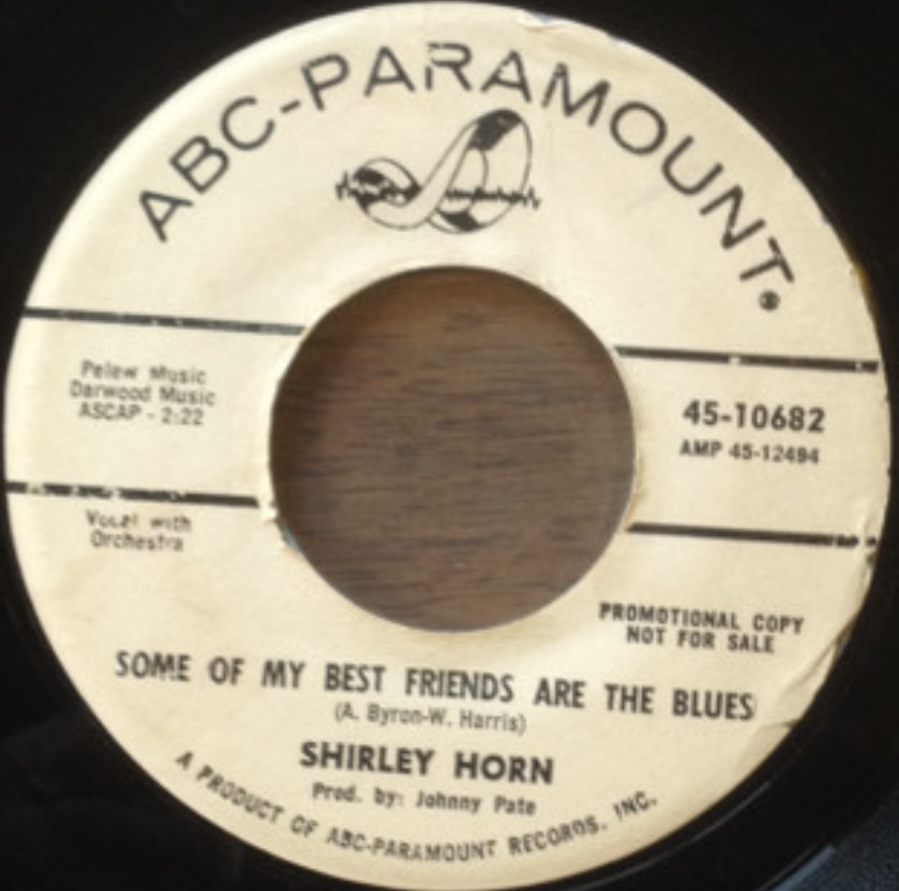 ABC-PARAMOUNT®
Pelew Music
Darwood Music
ASCAP - 2:22
45-10682
AMP 45-12494
Vocal with
Orchestra
PROMOTIONAL COPY
NOT FOR SALE
SOME OF MY BEST FRIENDS ARE THE BLUES
(A. Byron-W. Harris)
SHIRLEY HORN
Prod. by: Johnny Pate
A PRODUCT OF ABC-PARAMOUNT RECORDS, INC.